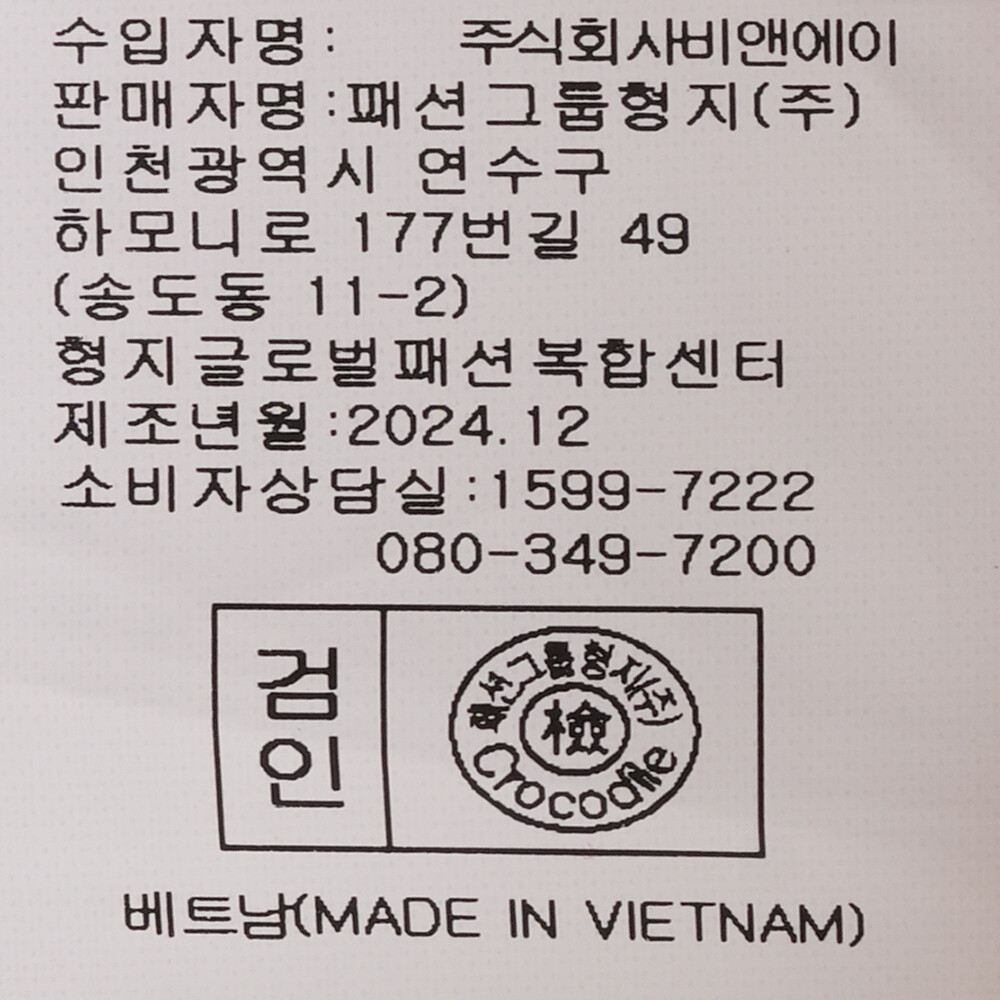 수입자명: 주식회사비앤에이
판매자명:패션그룹형지(주)
인천광역시 연수구
하모니로 177번길 49
(송도동 11-2)
형지글로벌패션복합센터
제조년월:2024.12
소비자상담실:1599-7222
080-349-7200
검인
패션그룹형지(주)
檢
Crocodile
베트남(MADE IN VIETNAM)